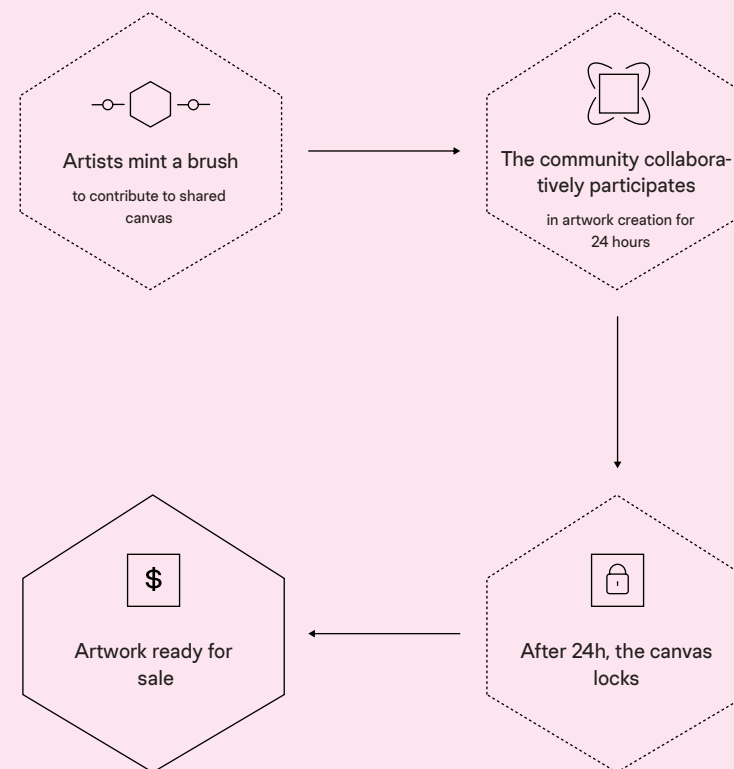 Artists mint a brush
to contribute to shared
canvas
The community collabora-
tively participates
in artwork creation for
24 hours
$
Artwork ready for
sale
After 24h, the canvas
locks